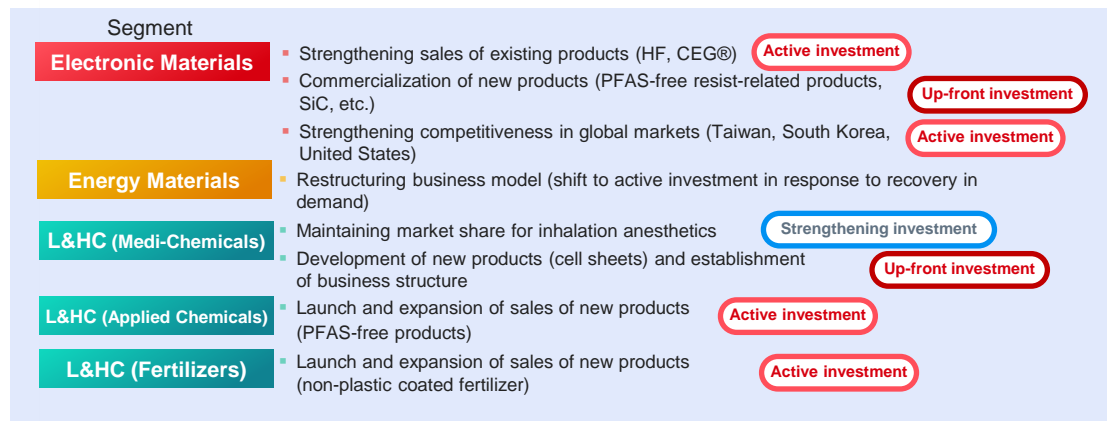 Segment
Electronic Materials
▪ Strengthening sales of existing products (HF, CEG®)
Active investment
▪ Commercialization of new products (PFAS-free resist-related products,
SiC, etc.)
Up-front investment
▪ Strengthening competitiveness in global markets (Taiwan, South Korea,
United States)
Active investment
Energy Materials
▪ Restructuring business model (shift to active investment in response to recovery in
demand)
L&HC (Medi-Chemicals)
▪ Maintaining market share for inhalation anesthetics
Strengthening investment
▪ Development of new products (cell sheets) and establishment
of business structure
Up-front investment
L&HC (Applied Chemicals)
▪ Launch and expansion of sales of new products
(PFAS-free products)
Active investment
L&HC (Fertilizers)
▪ Launch and expansion of sales of new products
(non-plastic coated fertilizer)
Active investment